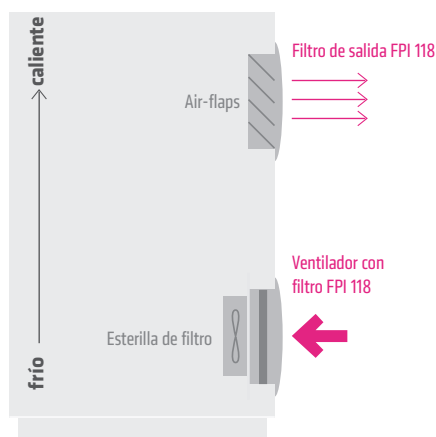 caliente
Filtro de salida FPI 118
Air-flaps
Ventilador con
filtro FPI 118
Esterilla de filtro
frío